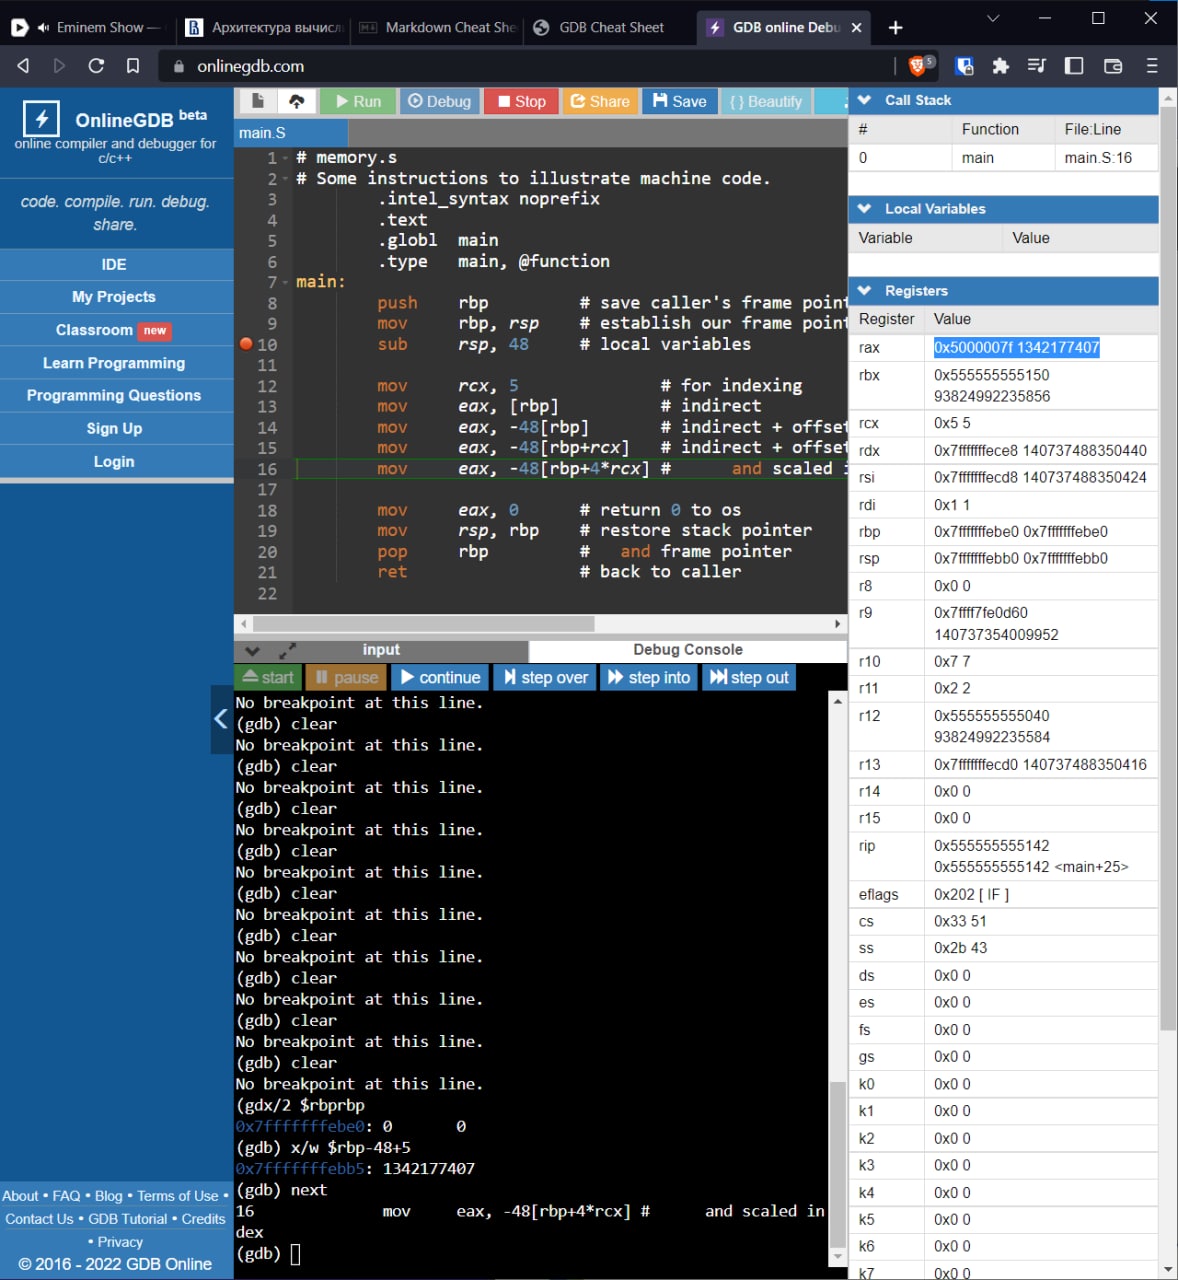 Eminem Show —
Архитектура вычисл
Markdown Cheat She
GDB Cheat Sheet
GDB online Debu
onlinegdb.com
5
OnlineGDB beta
online compiler and debugger for
c/c++
code. compile. run. debug.
share.
IDE
My Projects
Classroom new
Learn Programming
Programming Questions
Sign Up
Login
About • FAQ • Blog • Terms of Use •
Contact Us • GDB Tutorial • Credits
• Privacy
© 2016 - 2022 GDB Online
Run
Debug
Stop
Share
Save
{ } Beautify
main.S
1 # memory.s
2 # Some instructions to illustrate machine code.
3 .intel_syntax noprefix
4 .text
5 .globl main
6 .type main, @function
7 main:
8 push rbp # save caller's frame point
9 mov rbp, rsp # establish our frame point
10 sub rsp, 48 # local variables
11
12 mov rcx, 5 # for indexing
13 mov eax, [rbp] # indirect
14 mov eax, -48[rbp] # indirect + offset
15 mov eax, -48[rbp+rcx] # indirect + offset
16 mov eax, -48[rbp+4*rcx] # and scaled i
17
18 mov eax, 0 # return 0 to os
19 mov rsp, rbp # restore stack pointer
20 pop rbp # and frame pointer
21 ret # back to caller
22
input
Debug Console
start
pause
continue
step over
step into
step out
No breakpoint at this line.
(gdb) clear
No breakpoint at this line.
(gdb) clear
No breakpoint at this line.
(gdb) clear
No breakpoint at this line.
(gdb) clear
No breakpoint at this line.
(gdb) clear
No breakpoint at this line.
(gdb) clear
No breakpoint at this line.
(gdb) clear
No breakpoint at this line.
(gdb) clear
No breakpoint at this line.
(gdb) clear
No breakpoint at this line.
(gdx/2 $rbprbp
0x7fffffffebe0: 0 0
(gdb) x/w $rbp-48+5
0x7fffffffebb5: 1342177407
(gdb) next
16 mov eax, -48[rbp+4*rcx] # and scaled in
dex
(gdb)
Call Stack
# Function File:Line
0 main main.S:16
Local Variables
Variable Value
Registers
Register Value
rax 0x5000007f 1342177407
rbx 0x555555555150
93824992235856
rcx 0x5 5
rdx 0x7fffffffece8 140737488350440
rsi 0x7fffffffecd8 140737488350424
rdi 0x1 1
rbp 0x7fffffffebe0 0x7fffffffebe0
rsp 0x7fffffffebb0 0x7fffffffebb0
r8 0x0 0
r9 0x7ffff7fe0d60
140737354009952
r10 0x7 7
r11 0x2 2
r12 0x555555555040
93824992235584
r13 0x7fffffffecd0 140737488350416
r14 0x0 0
r15 0x0 0
rip 0x555555555142
0x555555555142 <main+25>
eflags 0x202 [ IF ]
cs 0x33 51
ss 0x2b 43
ds 0x0 0
es 0x0 0
fs 0x0 0
gs 0x0 0
k0 0x0 0
k1 0x0 0
k2 0x0 0
k3 0x0 0
k4 0x0 0
k5 0x0 0
k6 0x0 0
k7 0x0 0